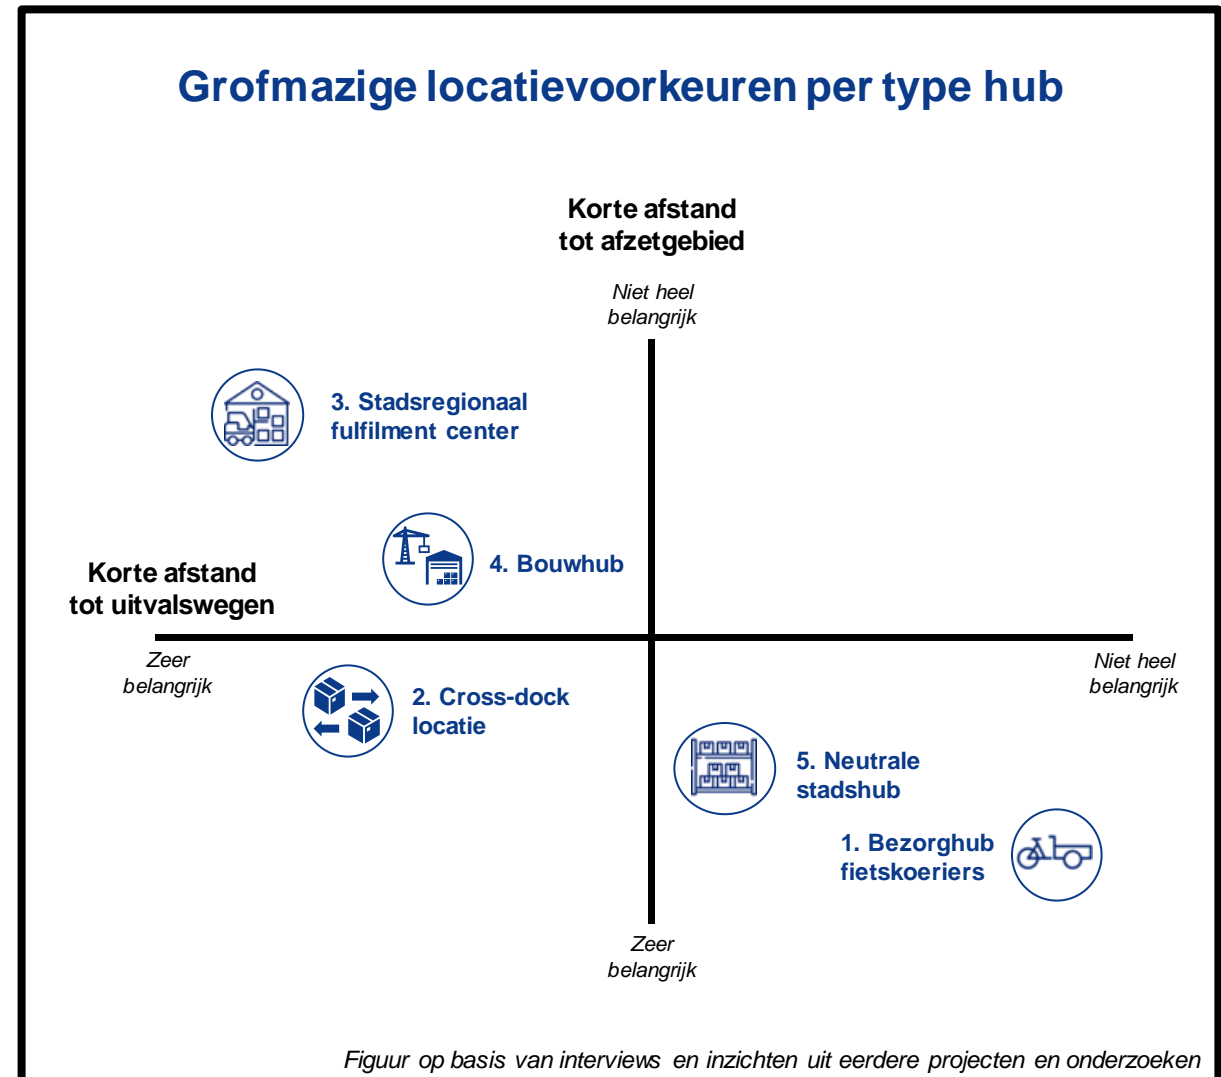 Grofmazige locatievoorkeuren per type hub
Korte afstand
tot afzetgebied
Niet heel
belangrijk
3. Stadsregionaal
fulfilment center
4. Bouwhub
Korte afstand
tot uitvalswegen
Zeer
belangrijk
Niet heel
belangrijk
2. Cross-dock
locatie
5. Neutrale
stadshub
1. Bezorghub
fietskoeriers
Zeer
belangrijk
Figuur op basis van interviews en inzichten uit eerdere projecten en onderzoeken